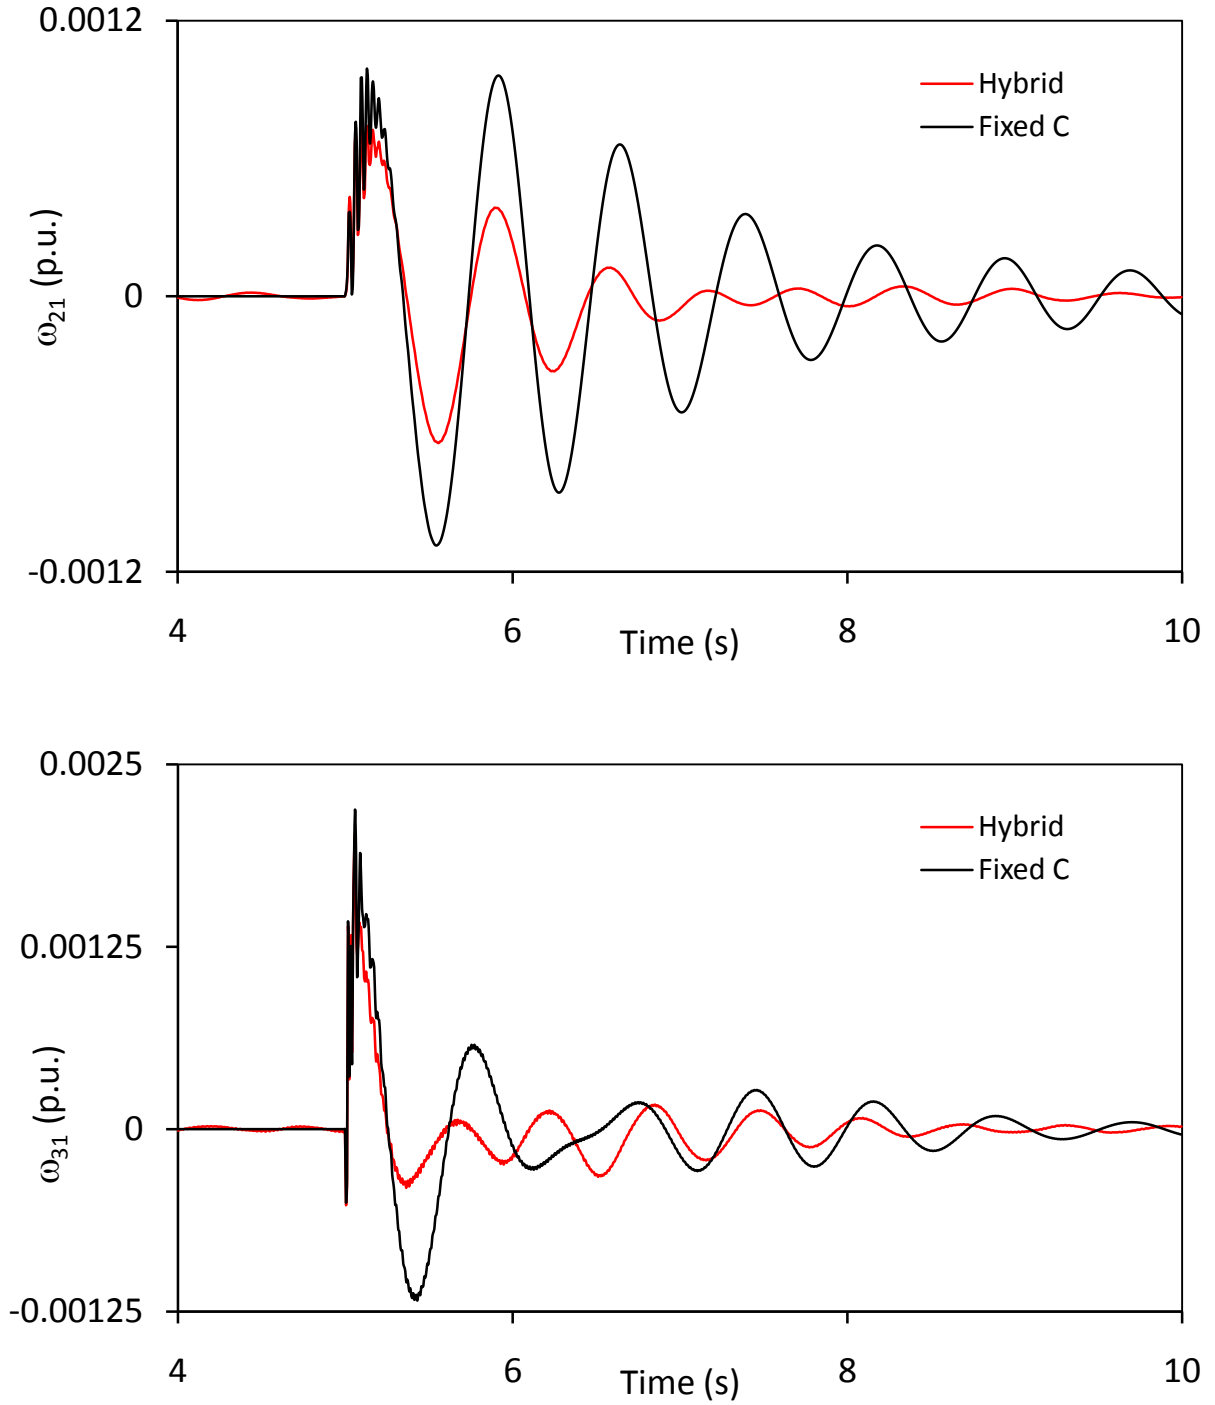 0.0012
Hybrid
Fixed C
ω21 (p.u.)
0
-0.0012
4 6 8 10
Time (s)
0.0025
Hybrid
Fixed C
0.00125
ω31 (p.u.)
0
-0.00125
4 6 8 10
Time (s)